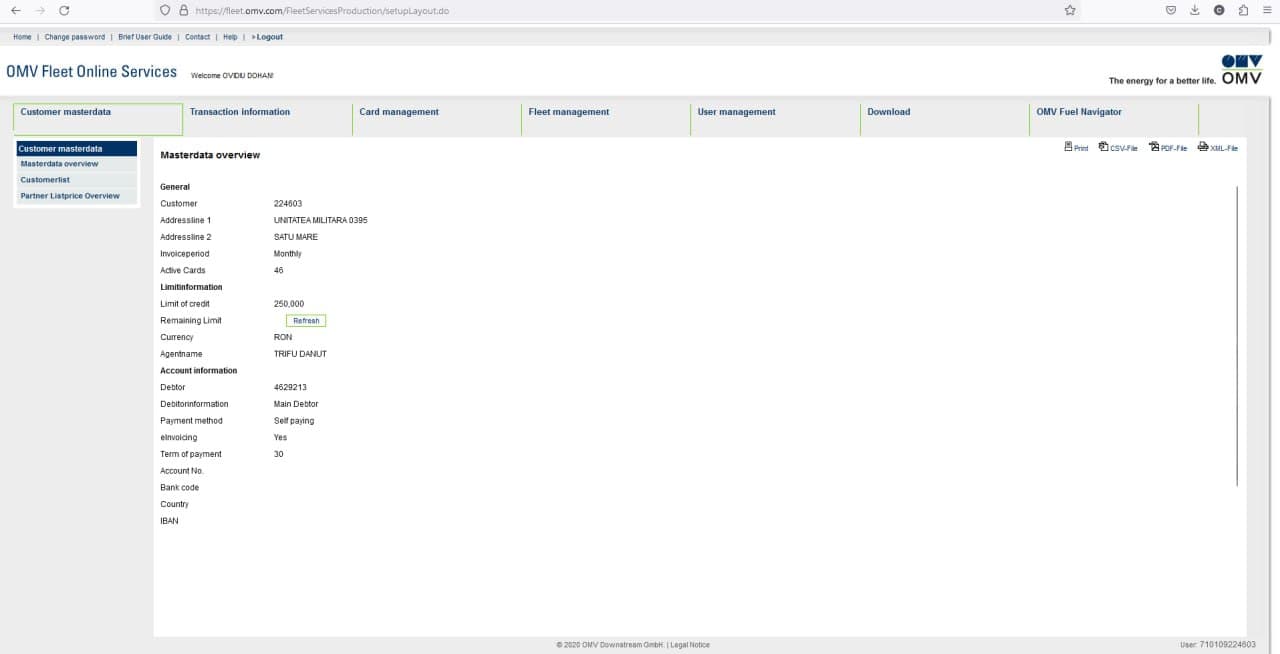 https://fleet.omv.com/FleetServicesProduction/setupLayout.do
Home | Change password | Brief User Guide | Contact | Help | » Logout
OMV Fleet Online Services Welcome OVIDIU DOHAN!
The energy for a better life. OMV
Customer masterdata Transaction information Card management Fleet management User management Download OMV Fuel Navigator
Customer masterdata
Masterdata overview
Customerlist
Partner Listprice Overview
Masterdata overview
Print CSV-File PDF-File XML-File
General
Customer 224603
Addressline 1 UNITATEA MILITARA 0395
Addressline 2 SATU MARE
Invoiceperiod Monthly
Active Cards 46
Limitinformation
Limit of credit 250,000
Remaining Limit Refresh
Currency RON
Agentname TRIFU DANUT
Account information
Debtor 4629213
Debitorinformation Main Debtor
Payment method Self paying
eInvoicing Yes
Term of payment 30
Account No.
Bank code
Country
IBAN
© 2020 OMV Downstream GmbH. | Legal Notice
User: 710109224603